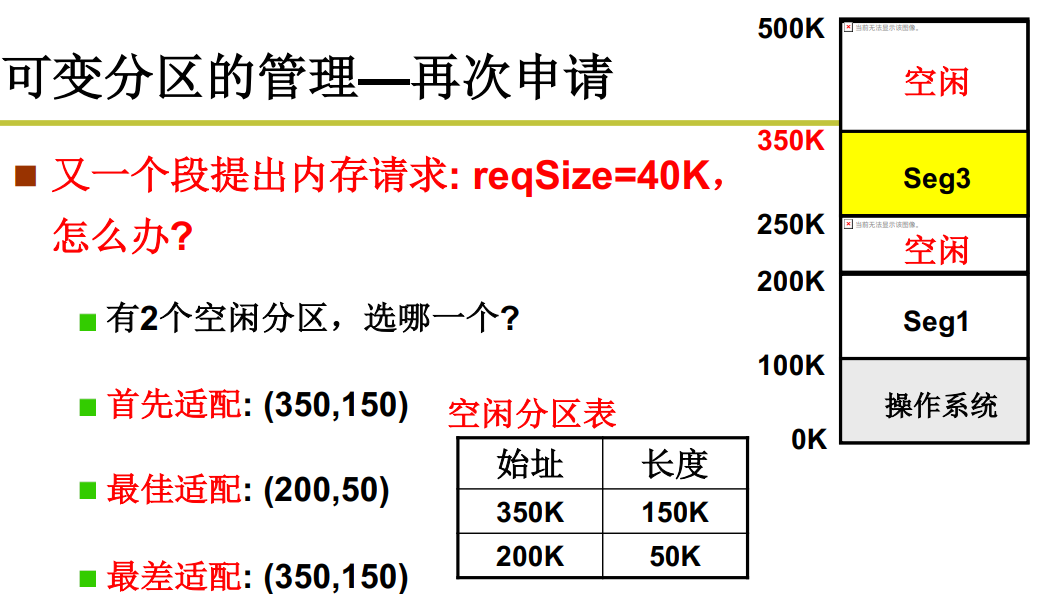 可变分区的管理—再次申请
又一个段提出内存请求: reqSize=40K，
怎么办?
有2个空闲分区，选哪一个?
首先适配: (350,150)
最佳适配: (200,50)
最差适配: (350,150)
空闲分区表
始址 长度
350K 150K
200K 50K
500K
当前无法显示该图像。
空闲
350K
Seg3
250K
当前无法显示该图像。
空闲
200K
Seg1
100K
操作系统
0K